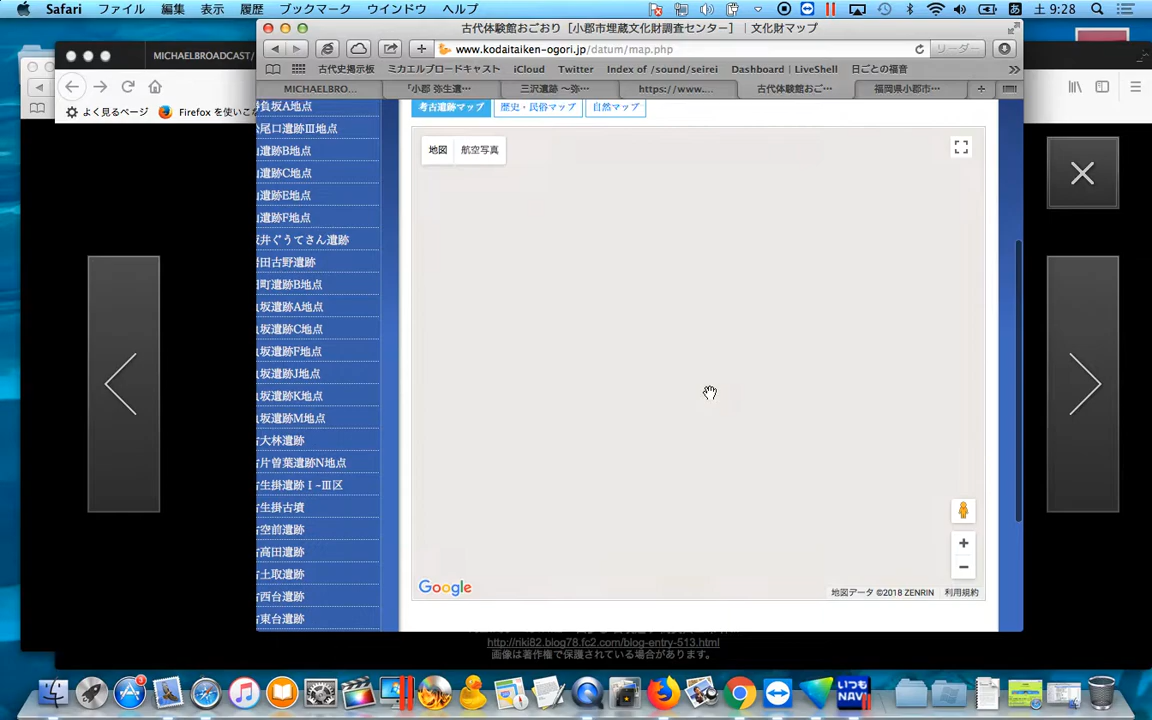 Safari ファイル 編集 表示 履歴 ブックマーク ウインドウ ヘルプ
あ 土 9:28
MICHAELBROADCAST/
よく見るページ Firefox を使いこ
古代体験館おごおり［小郡市埋蔵文化財調査センター］｜文化財マップ
www.kodaitaiken-ogori.jp/datum/map.php
リーダー
古代史掲示板 ミカエルブロードキャスト iCloud Twitter Index of /sound/seirei Dashboard | LiveShell 日ごとの福音
MICHAELBRO... 「小郡 弥生遺... 三沢遺跡 〜弥... https://www.... 古代体験館おご... 福岡県小郡市...
負坂A地点
尾口遺跡Ⅲ地点
遺跡B地点
遺跡C地点
遺跡E地点
遺跡F地点
井ぐうてさん遺跡
田古野遺跡
町遺跡B地点
坂遺跡A地点
坂遺跡C地点
坂遺跡F地点
坂遺跡J地点
坂遺跡K地点
坂遺跡M地点
大林遺跡
片曽葉遺跡N地点
生掛遺跡Ⅰ~Ⅲ区
生掛古墳
空前遺跡
高田遺跡
土取遺跡
西台遺跡
東台遺跡
考古遺跡マップ 歴史・民俗マップ 自然マップ
地図 航空写真
Google
地図データ ©2018 ZENRIN 利用規約
http://riki82.blog78.fc2.com/blog-entry-513.html
画像は著作権で保護されている場合があります。
3
いつも
NAVI